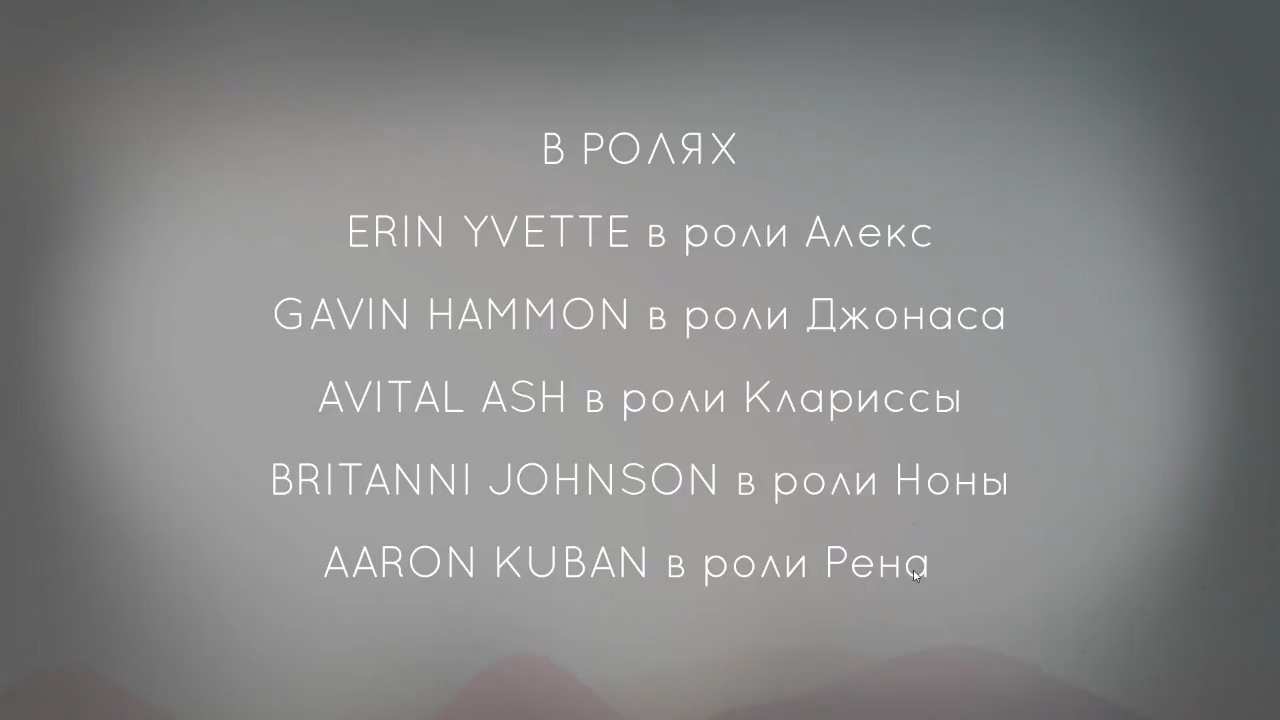 В РОЛЯХ
ERIN YVETTE в роли Алекс
GAVIN HAMMON в роли Джонаса
AVITAL ASH в роли Клариссы
BRITANNI JOHNSON в роли Ноны
AARON KUBAN в роли Рена